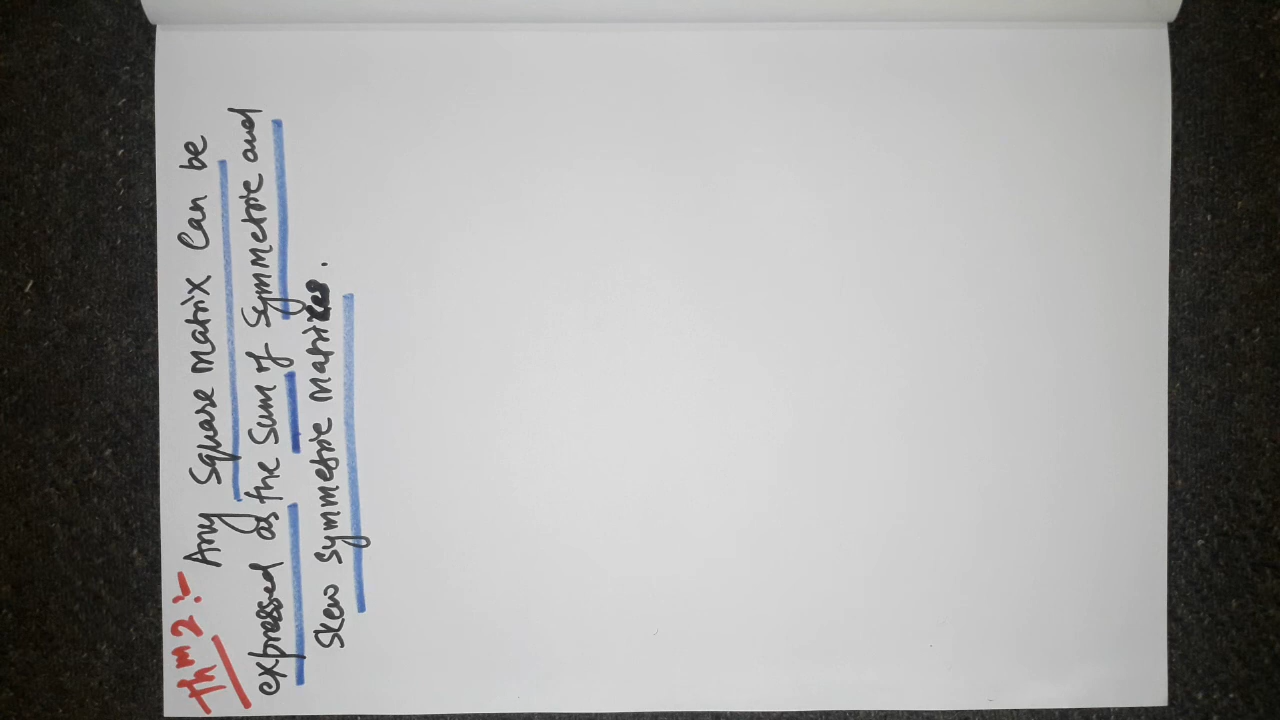 Thm 2:- Any Square matrix Can be
expressed as the Sum of Symmetric and
Skew Symmetric Matrices.